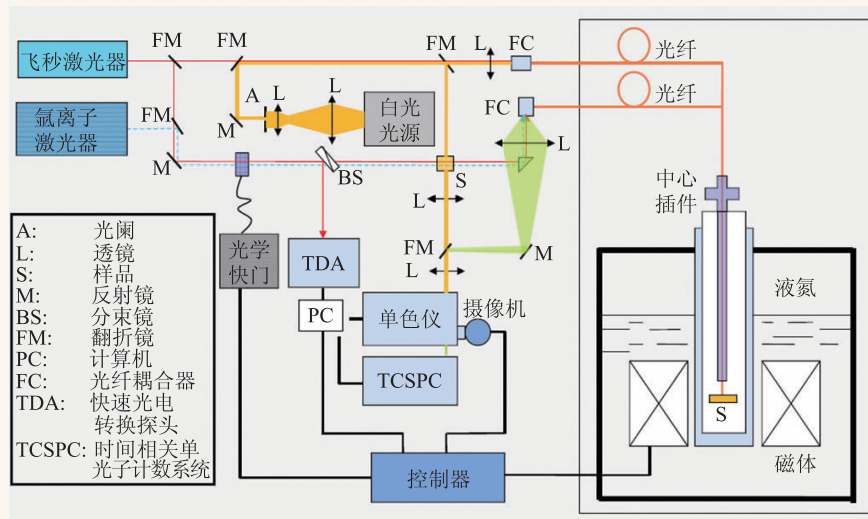 FM
FM
FM
L
FC
光纤
飞秒激光器
A
L
L
白光
光源
FC
光纤
氩离子
激光器
FM
M
M
BS
S
L
中心
插件
L
A: 光阑
L: 透镜
S: 样品
M: 反射镜
BS: 分束镜
FM: 翻折镜
PC: 计算机
FC: 光纤耦合器
TDA: 快速光电
转换探头
TCSPC: 时间相关单
光子计数系统
光学
快门
TDA
FM
L
M
PC
单色仪
摄像机
TCSPC
控制器
液氮
S
磁体